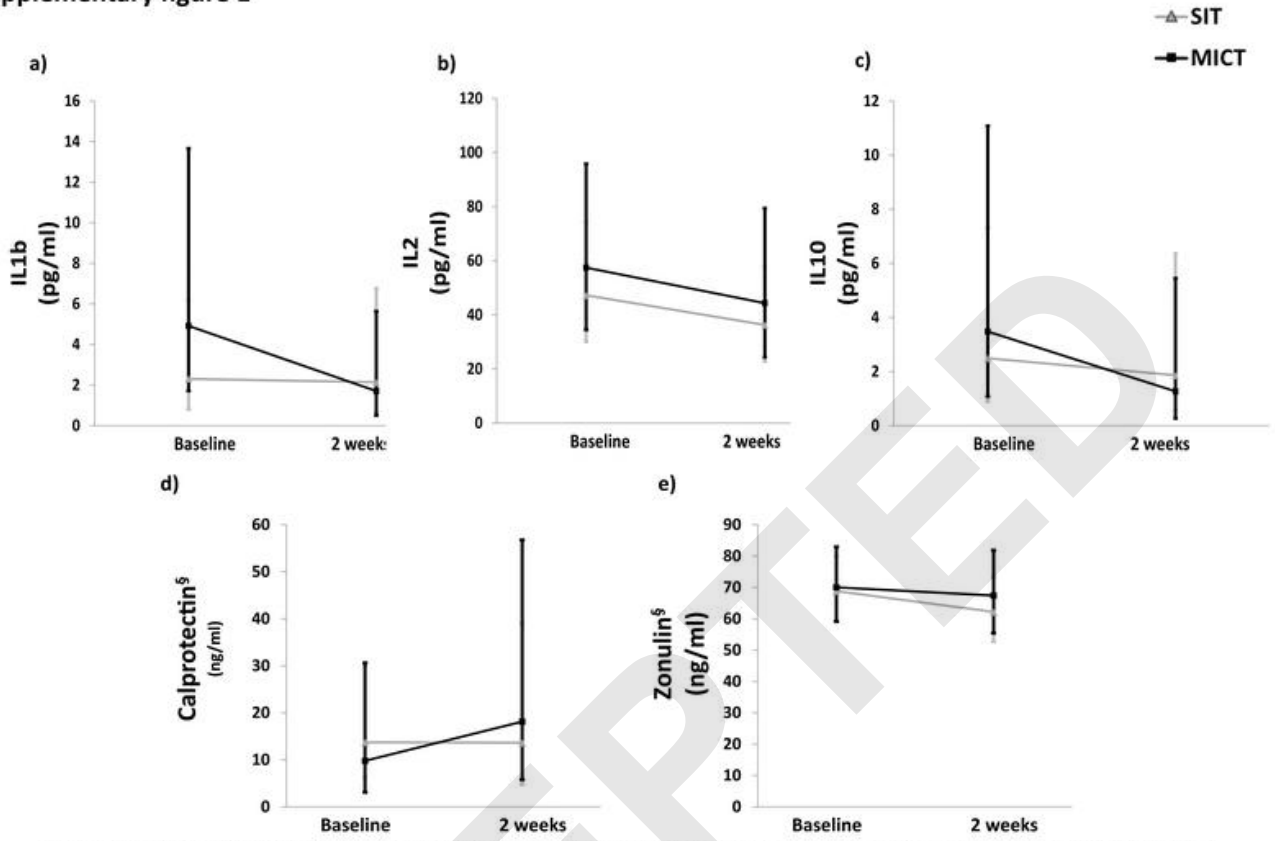 SIT
MICT
a)
16
14
12
10
8
6
4
2
0
IL1b
(pg/ml)
Baseline 2 weeks
b)
120
100
80
60
40
20
0
IL2
(pg/ml)
Baseline 2 weeks
c)
12
10
8
6
4
2
0
IL10
(pg/ml)
Baseline 2 weeks
d)
60
50
40
30
20
10
0
Calprotectin§
(ng/ml)
Baseline 2 weeks
e)
90
80
70
60
50
40
30
20
10
0
Zonulin§
(ng/ml)
Baseline 2 weeks
PTED